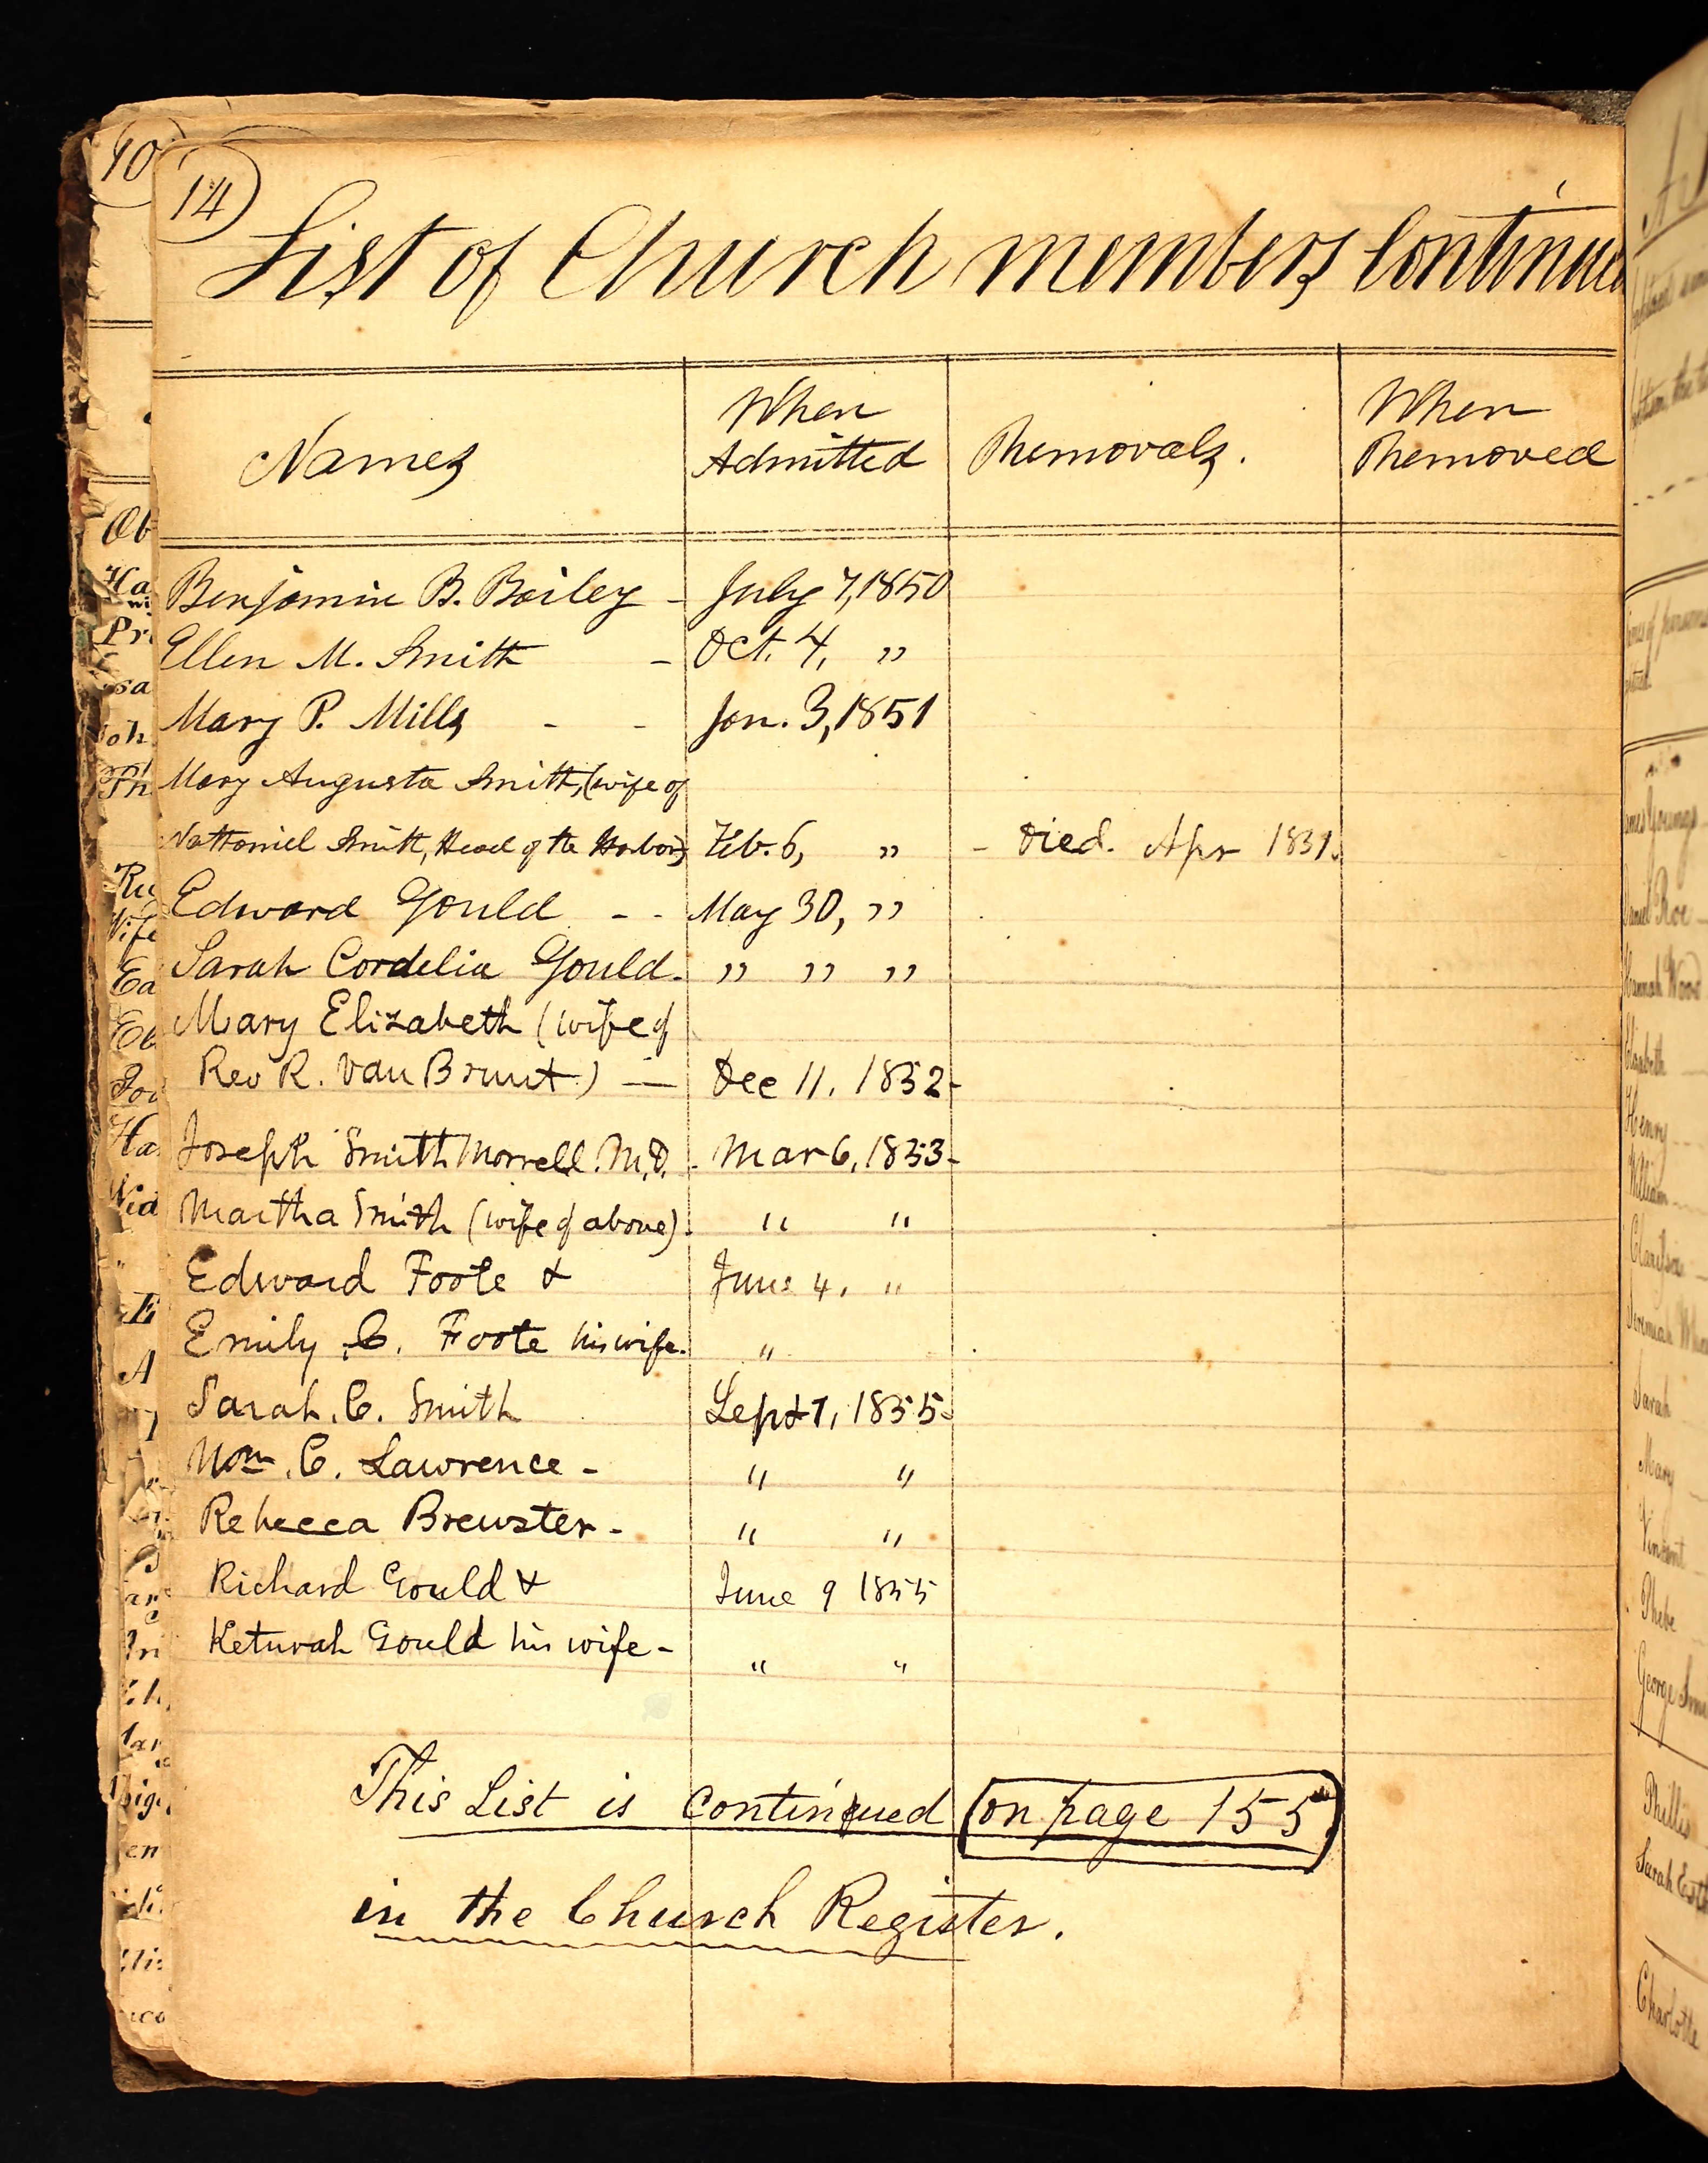 14
List of Church members Continued
Names
When Admitted
Removals.
When Removed
Benjamin B. Bailey - July 7, 1850
Ellen M. Smith - Oct. 4, "
Mary P. Mills - - Jan. 3, 1851
Mary Augusta Smith, (wife of
Nathaniel Smith, Head of the Harbor) Feb. 6, " - Died. Apr 1831.
Edward Gould - - May 30, "
Sarah Cordelia Gould. " " "
Mary Elizabeth (wife of
Rev R. Van Brunt) — Dec 11. 1852-
Joseph Smith Morrell. M.D. - Mar 6, 1853-
Martha Smith (wife of above). " "
Edward Foote & June 4. "
Emily C. Foote his wife. "
Sarah. C. Smith Sept 7, 1855-
Wm. C. Lawrence - " "
Rebecca Brewster - " "
Richard Gould & June 9 1855
Keturah Gould his wife - " "
This List is continued on page 155
in the Church Register.